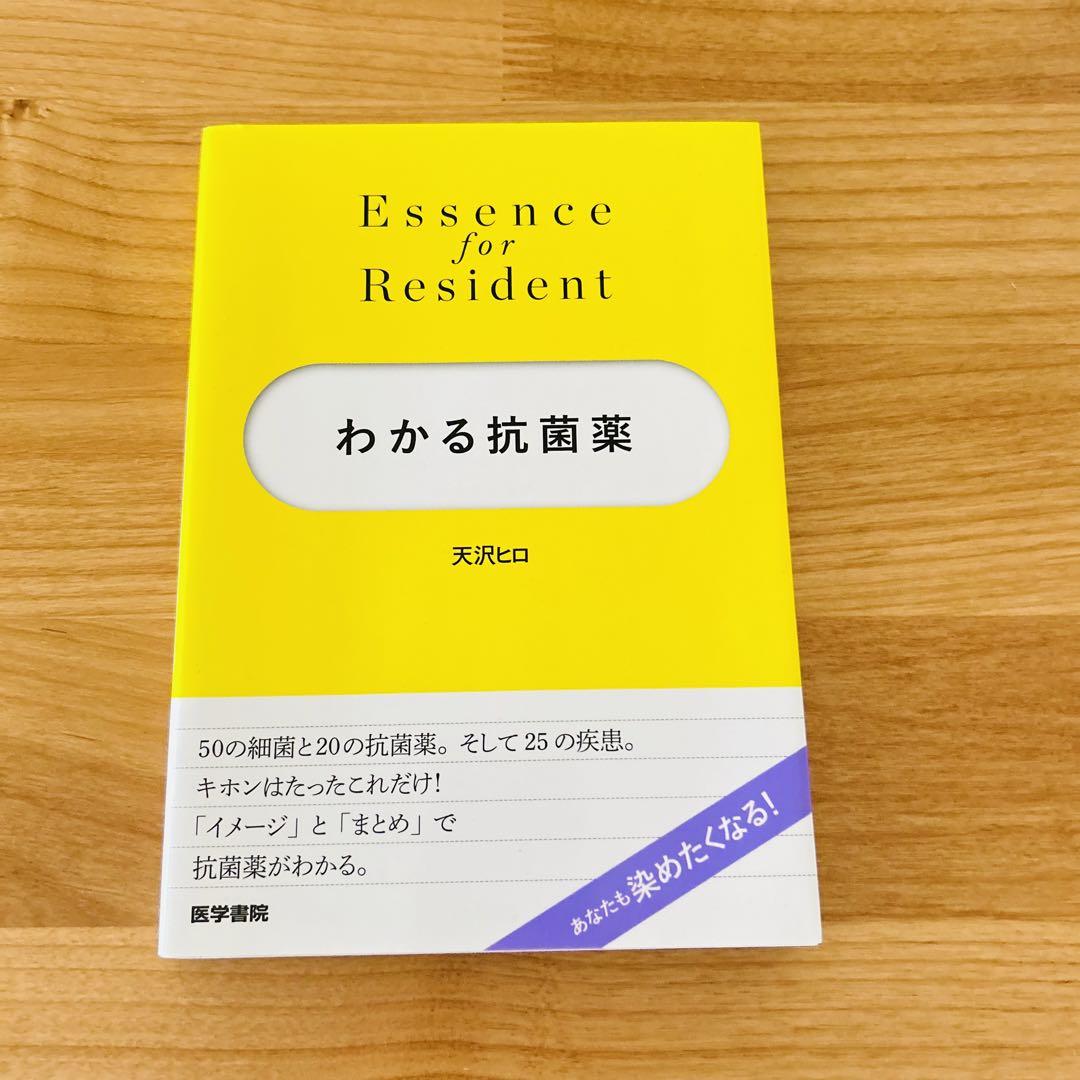 Essence
for
Resident
わかる抗菌薬
天沢ヒロ
50の細菌と20の抗菌薬。そして25の疾患。
キホンはたったこれだけ!
「イメージ」と「まとめ」で
抗菌薬がわかる。
医学書院
あなたも染めたくなる!